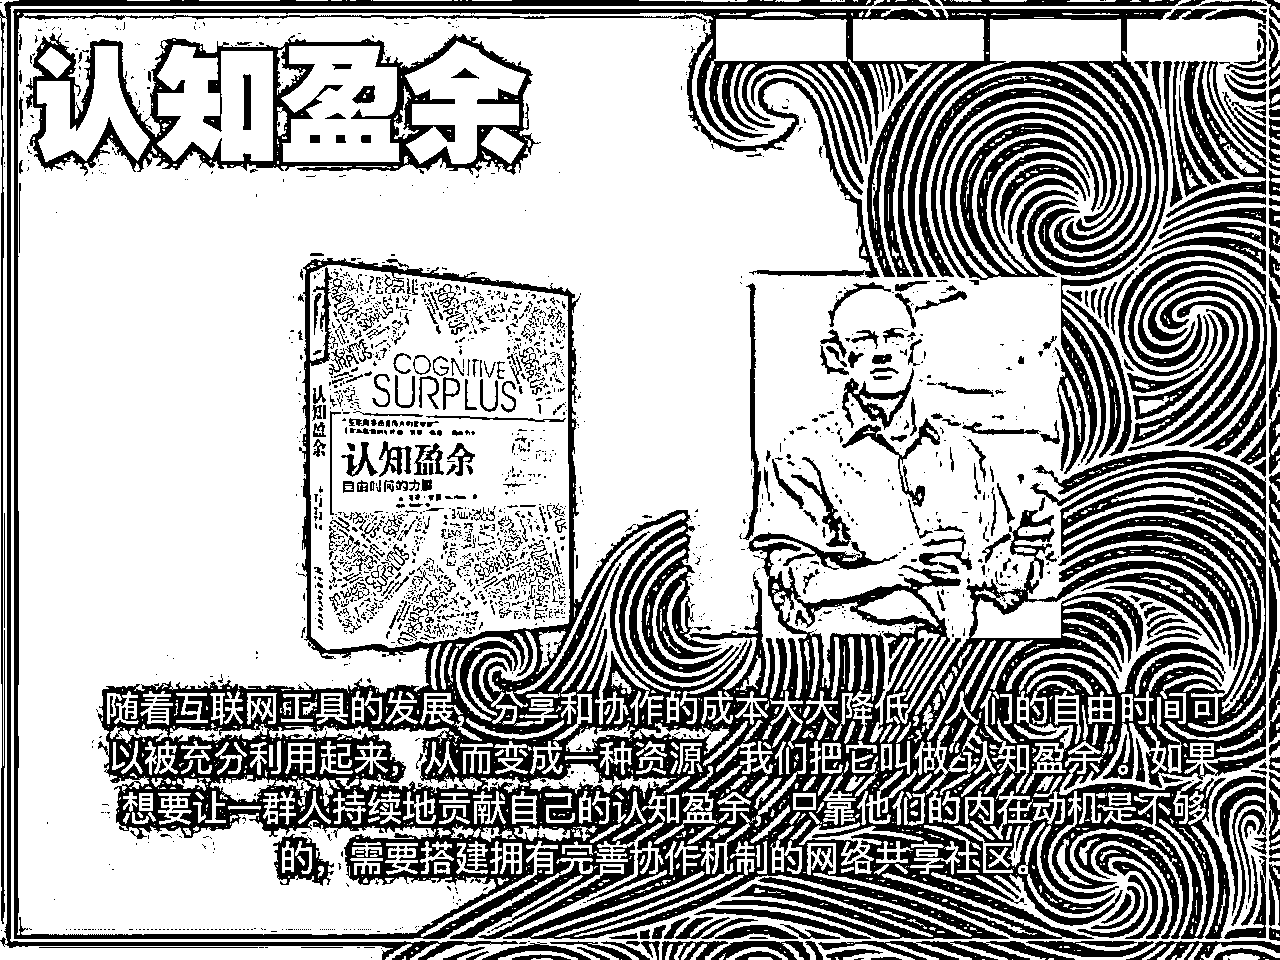 认知盈余
COGNITIVE
SURPLUS
认知盈余
自由时间的力量
认知盈余
随着互联网工具的发展，分享和协作的成本大大降低，人们的自由时间可
以被充分利用起来，从而变成一种资源，我们把它叫做“认知盈余”。如果
想要让一群人持续地贡献自己的认知盈余，只靠他们的内在动机是不够
的，需要搭建拥有完善协作机制的网络共享社区。